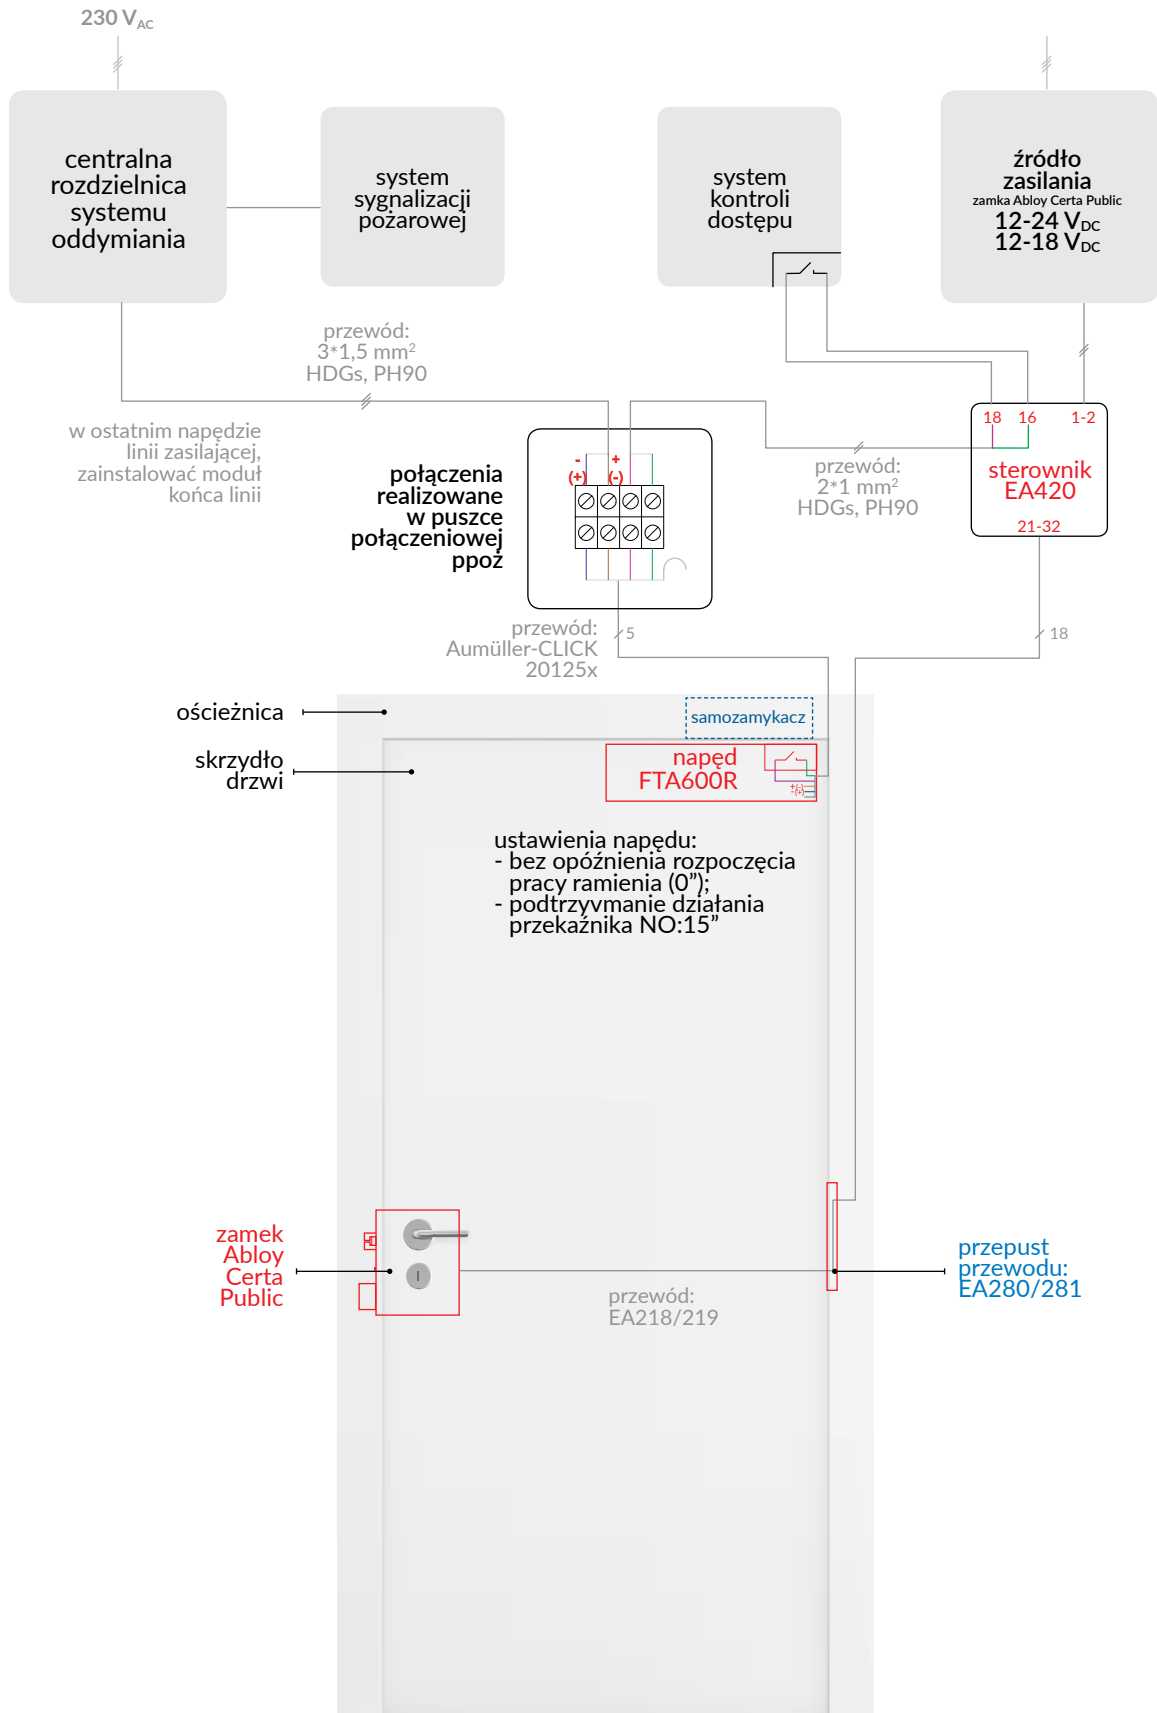 230 VAC
centralna
rozdzielnica
systemu
oddymiania
system
sygnalizacji
pożarowej
system
kontroli
dostępu
źródło
zasilania
zamka Abloy Certa Public
12-24 VDC
12-18 VDC
przewód:
3*1,5 mm²
HDGs, PH90
w ostatnim napędzie
linii zasilającej,
zainstalować moduł
końca linii
połączenia
realizowane
w puszce
połączeniowej
ppoż
- +
(+) (-)
przewód:
2*1 mm²
HDGs, PH90
18 16 1-2
sterownik
EA420
21-32
przewód:
Aumüller-CLICK
20125x
5
18
ościeżnica
samozamykacz
skrzydło
drzwi
napęd
FTA600R
+(-)
-(+)
ustawienia napędu:
- bez opóźnienia rozpoczęcia
pracy ramienia (0”);
- podtrzyvmanie działania
przekaźnika NO:15”
zamek
Abloy
Certa
Public
przewód:
EA218/219
przepust
przewodu:
EA280/281